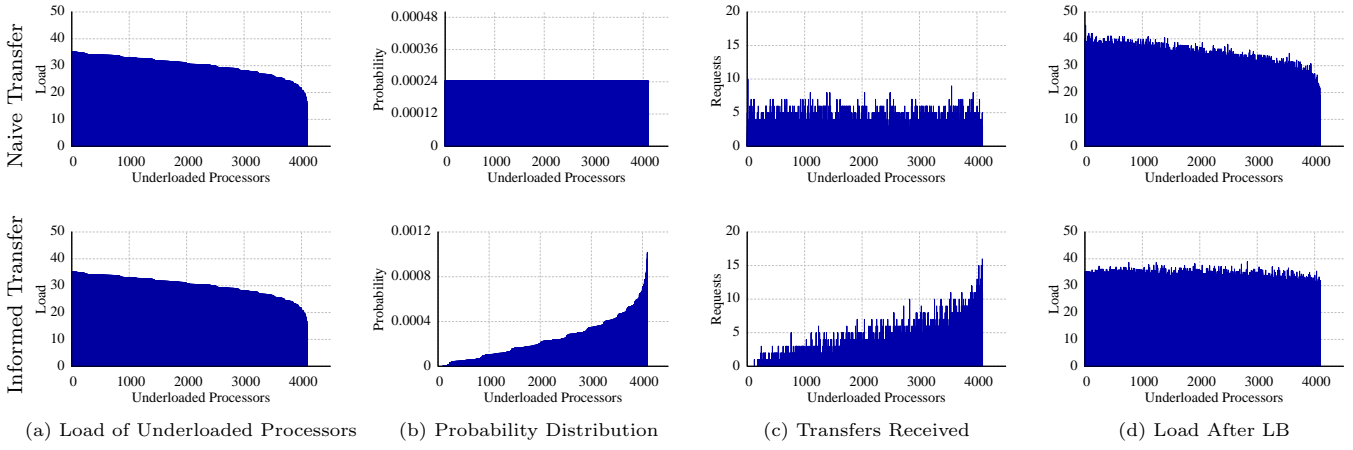 Naive Transfer
50
40
30
20
10
0
Load
0 1000 2000 3000 4000
Underloaded Processors
0.00048
0.00036
0.00024
0.00012
0
Probability
0 1000 2000 3000 4000
Underloaded Processors
20
15
10
5
0
Requests
0 1000 2000 3000 4000
Underloaded Processors
50
40
30
20
10
0
Load
0 1000 2000 3000 4000
Underloaded Processors
Informed Transfer
50
40
30
20
10
0
Load
0 1000 2000 3000 4000
Underloaded Processors
0.0012
0.0008
0.0004
0
Probability
0 1000 2000 3000 4000
Underloaded Processors
20
15
10
5
0
Requests
0 1000 2000 3000 4000
Underloaded Processors
50
40
30
20
10
0
Load
0 1000 2000 3000 4000
Underloaded Processors
(a) Load of Underloaded Processors
(b) Probability Distribution
(c) Transfers Received
(d) Load After LB